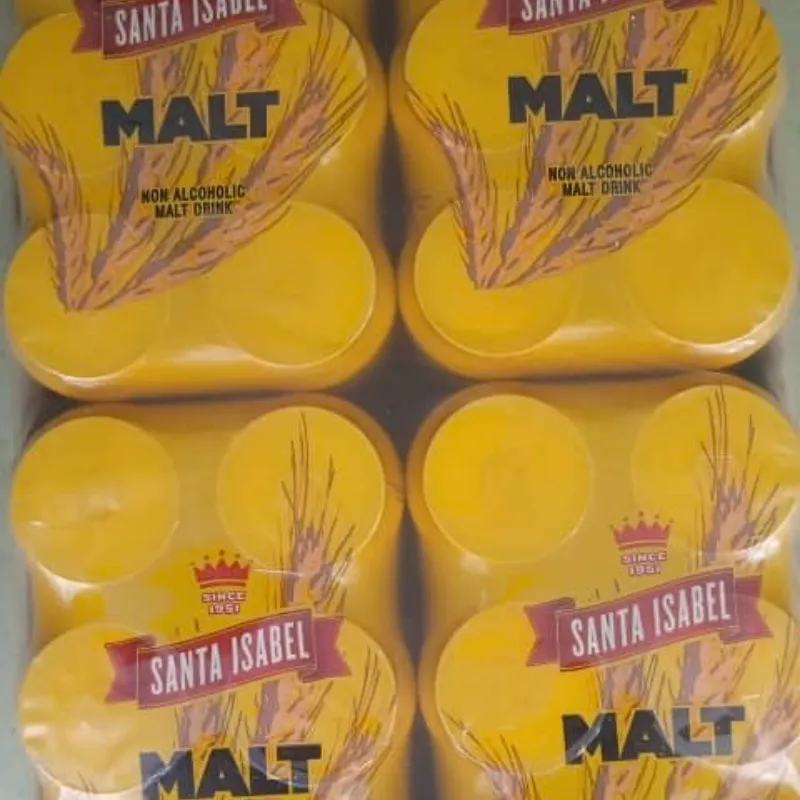 SANTA ISABEL
MALT
NON ALCOHOLIC
MALT DRINK
SANTA ISABEL
MALT
NON ALCOHOLIC
MALT DRINK
SINCE
1951
SANTA ISABEL
MALT
SINCE
1951
SANTA ISABEL
MALT